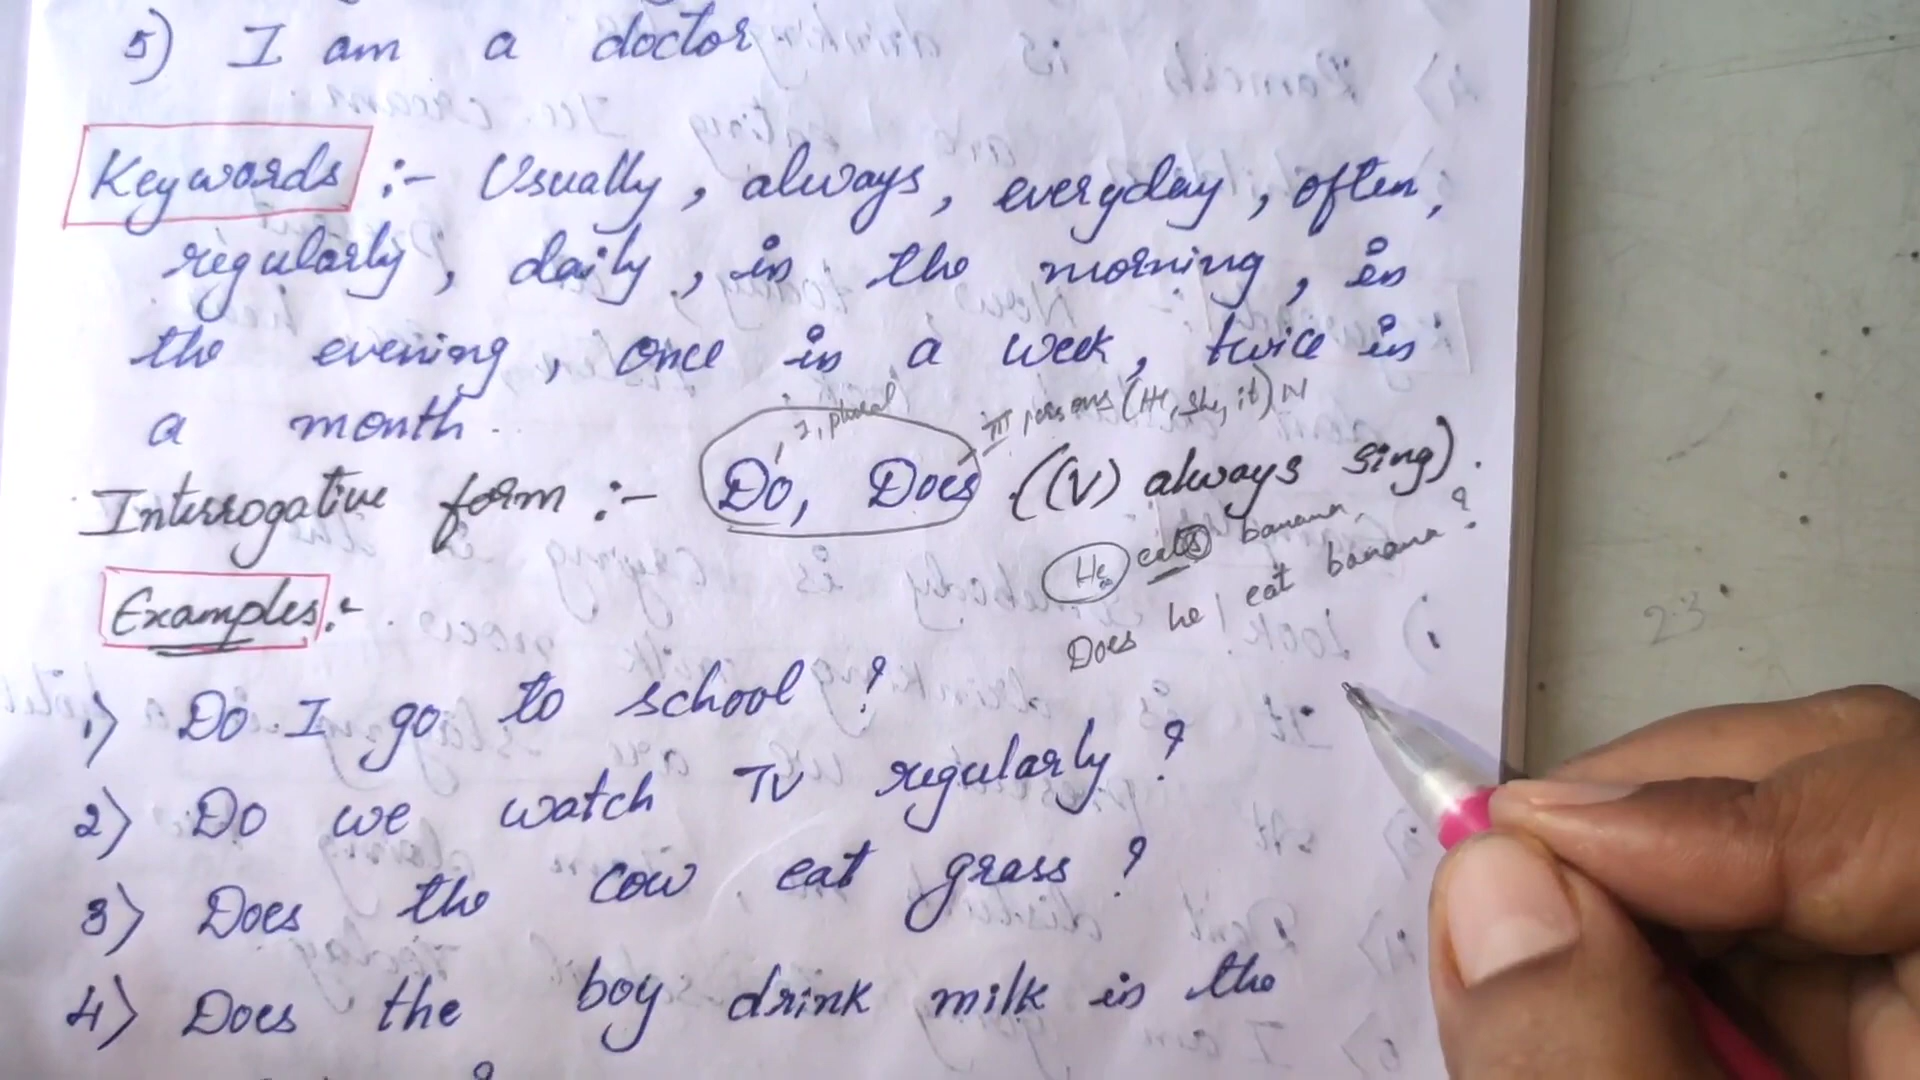 5) I am a doctor
Keywords :- Usually, always, everyday, often,
regularly, daily, in the morning, in
the evening, once in a week, twice in
a month.
I, plural
III persons (He, she, it) N
Interrogative form :- Do, Does ((V) always sing).
He eats banana.
Does he eat banana?
Examples:-
1) Do I go to school?
2) Do we watch TV regularly?
3) Does the cow eat grass?
4) Does the boy drink milk in the